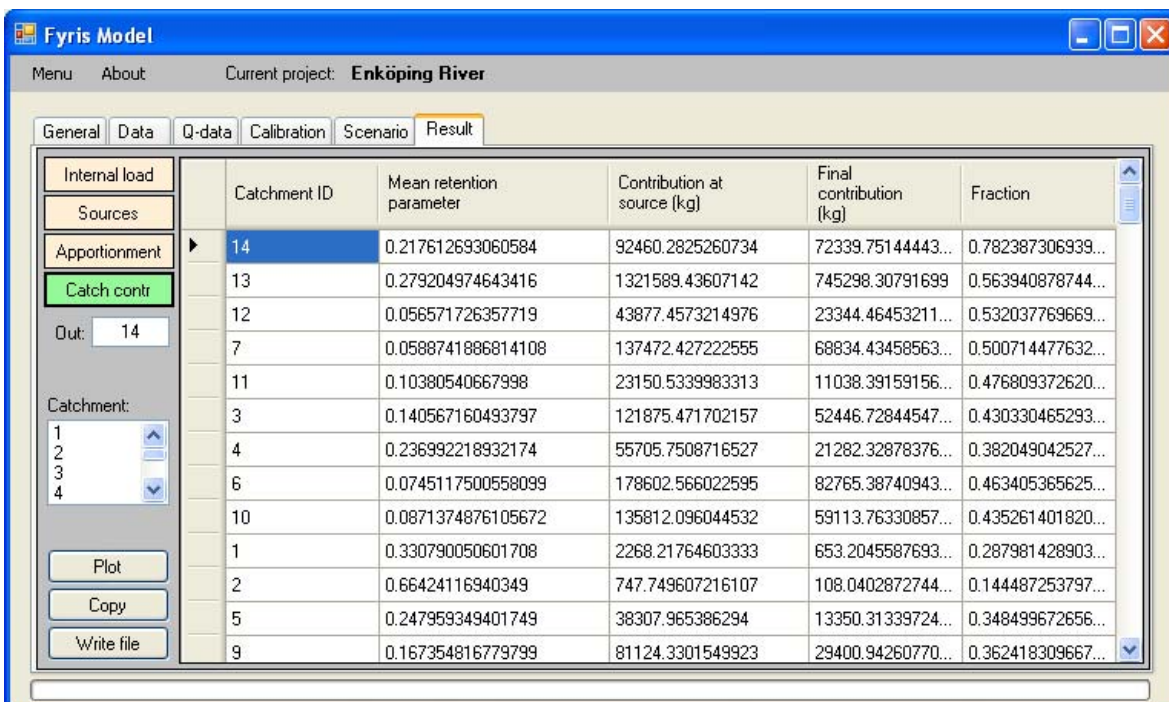 Fyris Model
Menu About Current project: Enköping River
General Data Q-data Calibration Scenario Result
Internal load
Sources
Apportionment
Catch contr
Out: 14
Catchment:
1
2
3
4
Plot
Copy
Write file
Catchment ID Mean retention parameter Contribution at source (kg) Final contribution (kg) Fraction
14 0.217612693060584 92460.2825260734 72339.75144443... 0.782387306939...
13 0.279204974643416 1321589.43607142 745298.30791699 0.563940878744...
12 0.056571726357719 43877.4573214976 23344.46453211... 0.532037769669...
7 0.0588741886814108 137472.427222555 68834.43458563... 0.500714477632...
11 0.10380540667998 23150.5339983313 11038.39159156... 0.476809372620...
3 0.140567160493797 121875.471702157 52446.72844547... 0.430330465293...
4 0.236992218932174 55705.7508716527 21282.32878376... 0.382049042527...
6 0.0745117500558099 178602.566022595 82765.38740943... 0.463405365625...
10 0.0871374876105672 135812.096044532 59113.76330857... 0.435261401820...
1 0.330790050601708 2268.21764603333 653.2045587693... 0.287981428903...
2 0.66424116940349 747.749607216107 108.0402872744... 0.144487253797...
5 0.247959349401749 38307.965386294 13350.31339724... 0.348499672656...
9 0.167354816779799 81124.3301549923 29400.94260770... 0.362418309667...